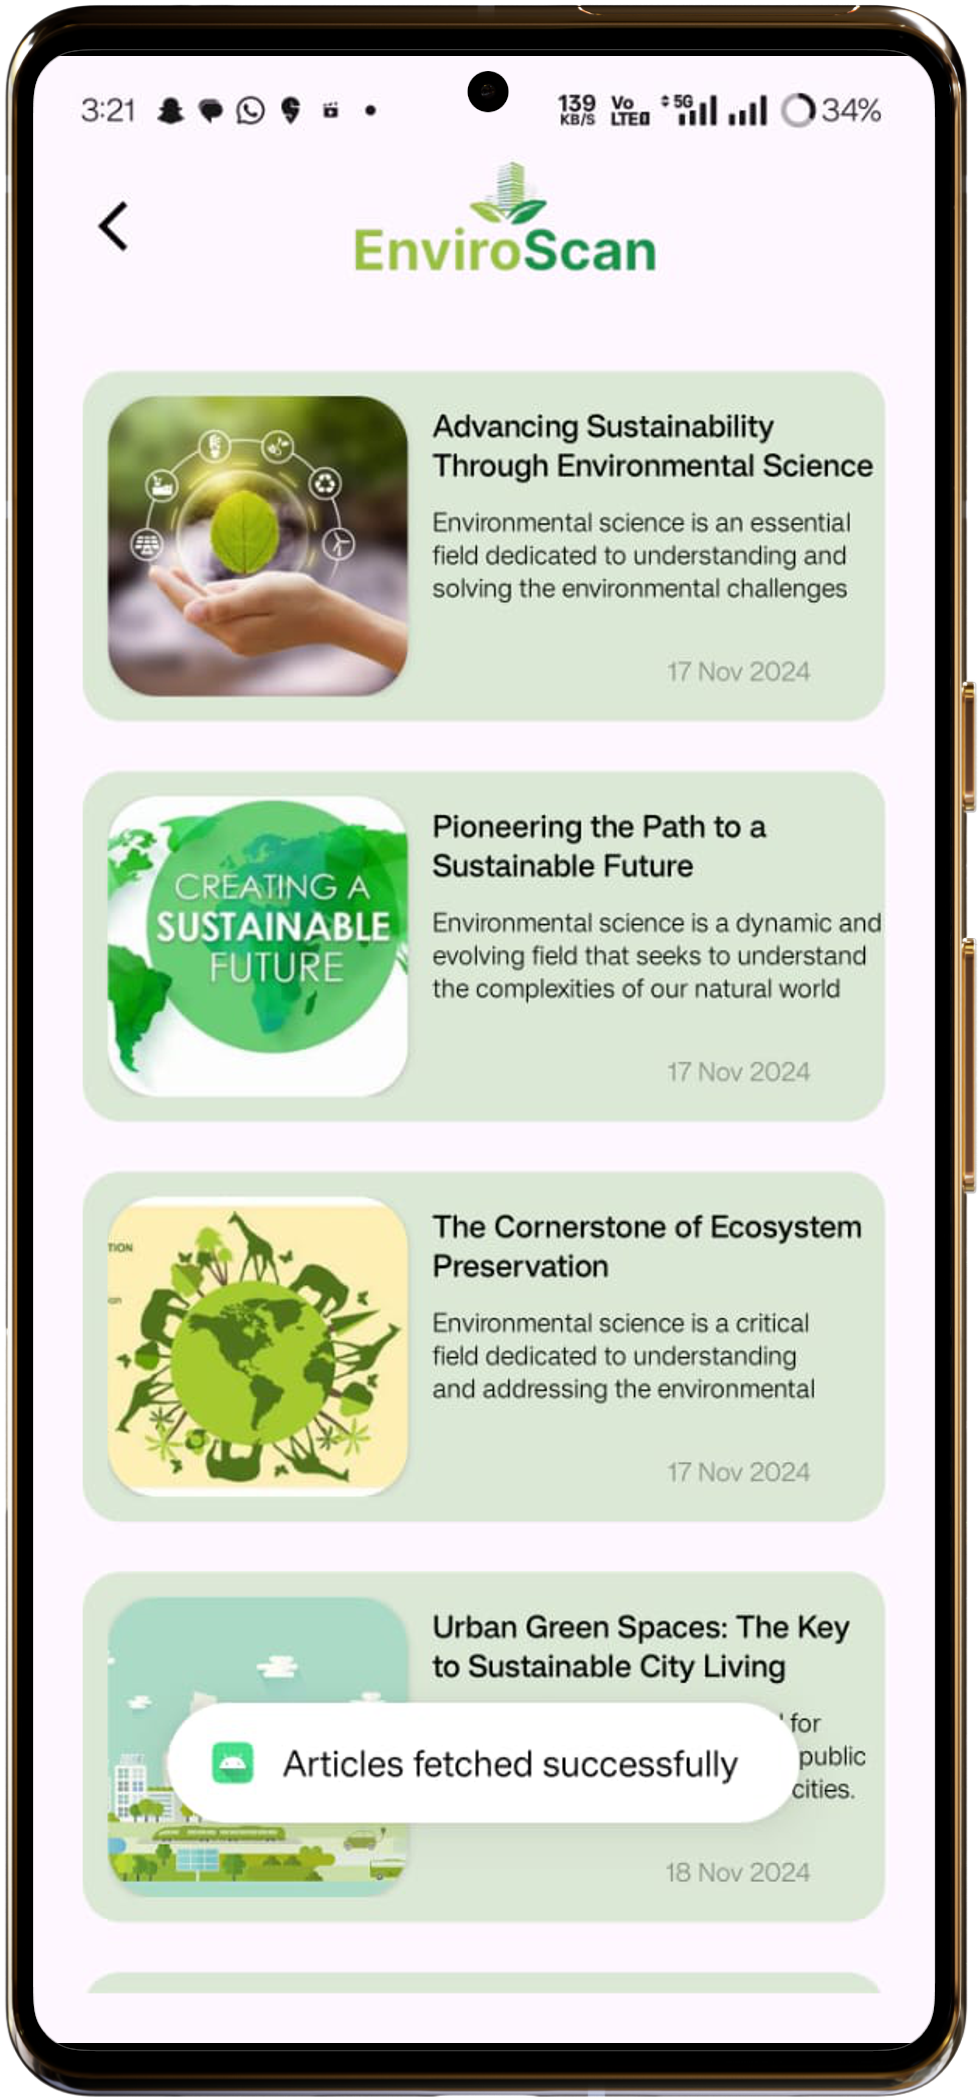 3:21
139 KB/S
Vo LTE
5G
34%
EnviroScan
Advancing Sustainability
Through Environmental Science
Environmental science is an essential
field dedicated to understanding and
solving the environmental challenges
17 Nov 2024
CREATING A
SUSTAINABLE
FUTURE
Pioneering the Path to a
Sustainable Future
Environmental science is a dynamic and
evolving field that seeks to understand
the complexities of our natural world
17 Nov 2024
TION
The Cornerstone of Ecosystem
Preservation
Environmental science is a critical
field dedicated to understanding
and addressing the environmental
17 Nov 2024
Urban Green Spaces: The Key
to Sustainable City Living
for
public
cities.
Articles fetched successfully
18 Nov 2024